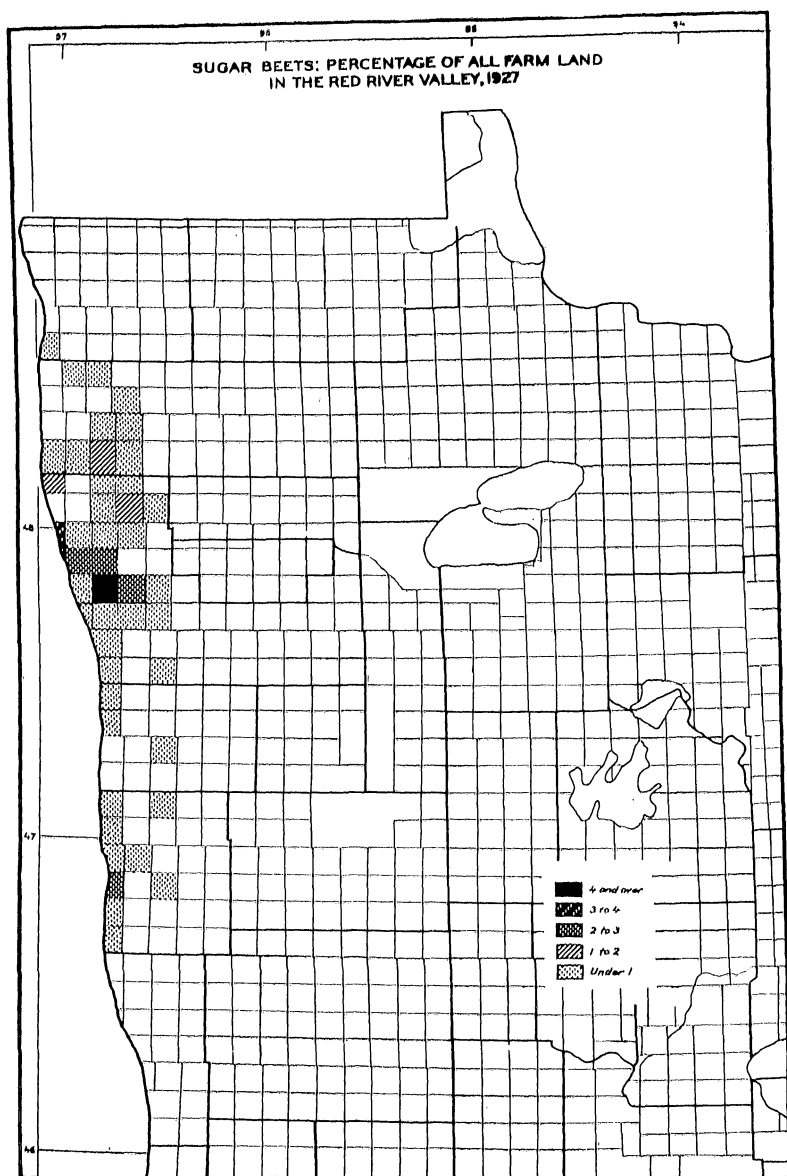 97 96 95 94
SUGAR BEETS: PERCENTAGE OF ALL FARM LAND
IN THE RED RIVER VALLEY, 1927
48
47
4 and over
3 to 4
2 to 3
1 to 2
Under 1
46